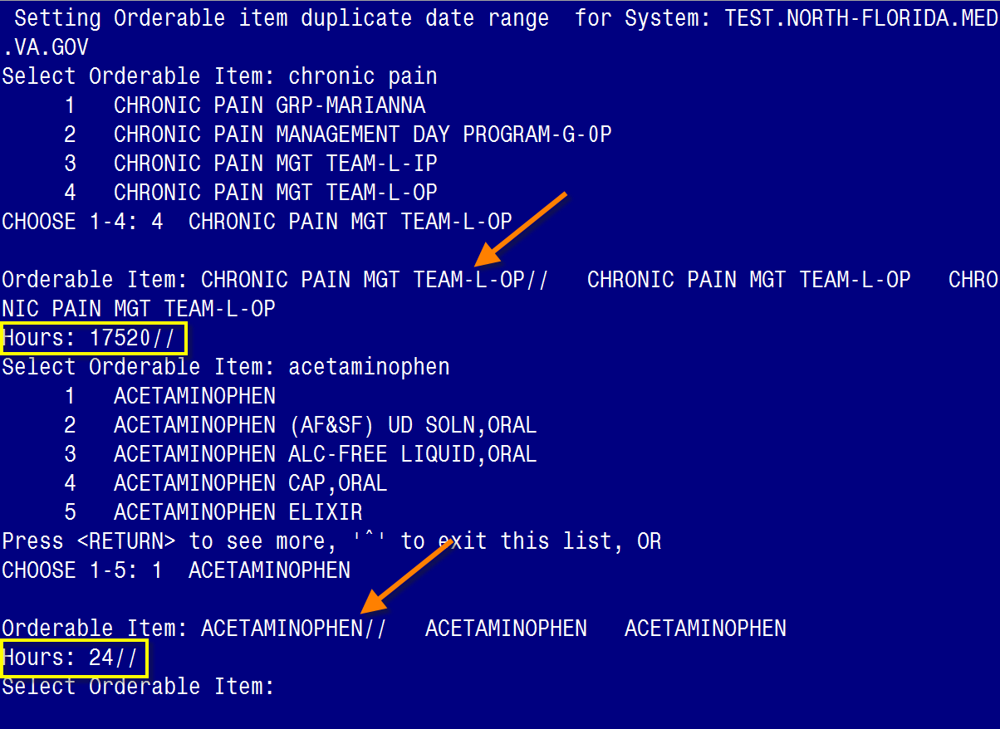 Setting Orderable item duplicate date range  for System: TEST.NORTH-FLORIDA.MED
.VA.GOV
Select Orderable Item: chronic pain
     1   CHRONIC PAIN GRP-MARIANNA
     2   CHRONIC PAIN MANAGEMENT DAY PROGRAM-G-OP
     3   CHRONIC PAIN MGT TEAM-L-IP
     4   CHRONIC PAIN MGT TEAM-L-OP
CHOOSE 1-4: 4  CHRONIC PAIN MGT TEAM-L-OP
Orderable Item: CHRONIC PAIN MGT TEAM-L-OP//   CHRONIC PAIN MGT TEAM-L-OP   CHRO
NIC PAIN MGT TEAM-L-OP
Hours: 17520//
Select Orderable Item: acetaminophen
     1   ACETAMINOPHEN
     2   ACETAMINOPHEN (AF&SF) UD SOLN,ORAL
     3   ACETAMINOPHEN ALC-FREE LIQUID,ORAL
     4   ACETAMINOPHEN CAP,ORAL
     5   ACETAMINOPHEN ELIXIR
Press <RETURN> to see more, '^' to exit this list, OR
CHOOSE 1-5: 1  ACETAMINOPHEN
Orderable Item: ACETAMINOPHEN//   ACETAMINOPHEN   ACETAMINOPHEN
Hours: 24//
Select Orderable Item: